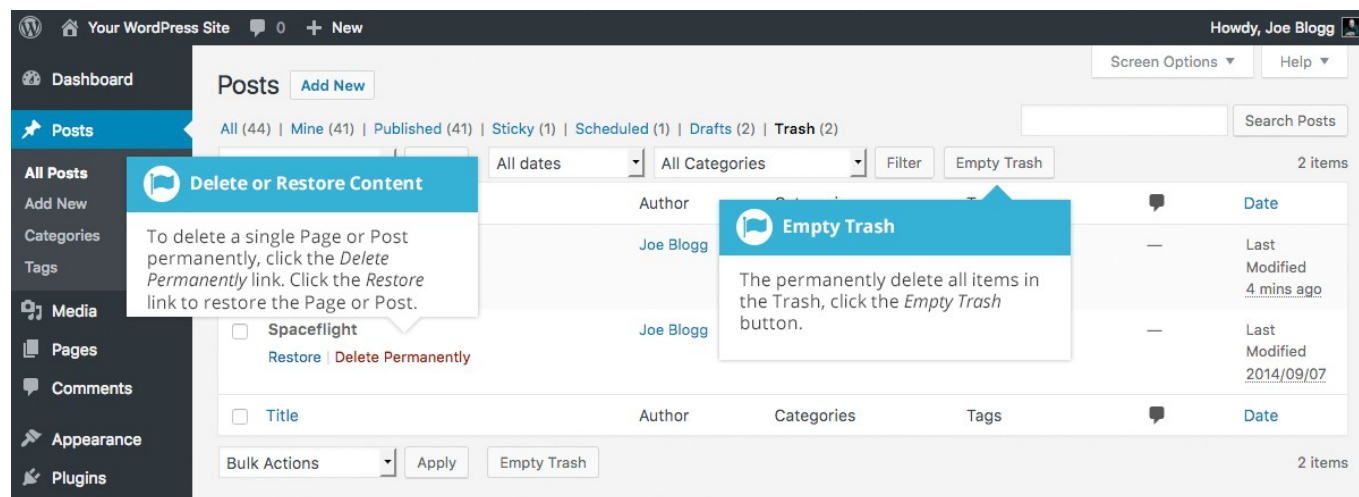 Your WordPress Site 0 + New Howdy, Joe Blogg
Dashboard
Posts Add New
Screen Options ▼ Help ▼
Posts
All (44) | Mine (41) | Published (41) | Sticky (1) | Scheduled (1) | Drafts (2) | Trash (2)
Search Posts
All dates All Categories Filter Empty Trash 2 items
All Posts
Add New
Categories
Tags
Media
Pages
Comments
Appearance
Plugins
Delete or Restore Content
To delete a single Page or Post
permanently, click the Delete
Permanently link. Click the Restore
link to restore the Page or Post.
Author
Date
Joe Blogg
—
Last
Modified
4 mins ago
Empty Trash
The permanently delete all items in
the Trash, click the Empty Trash
button.
Spaceflight
Restore | Delete Permanently
Joe Blogg
—
Last
Modified
2014/09/07
Title Author Categories Tags Date
Bulk Actions Apply Empty Trash 2 items